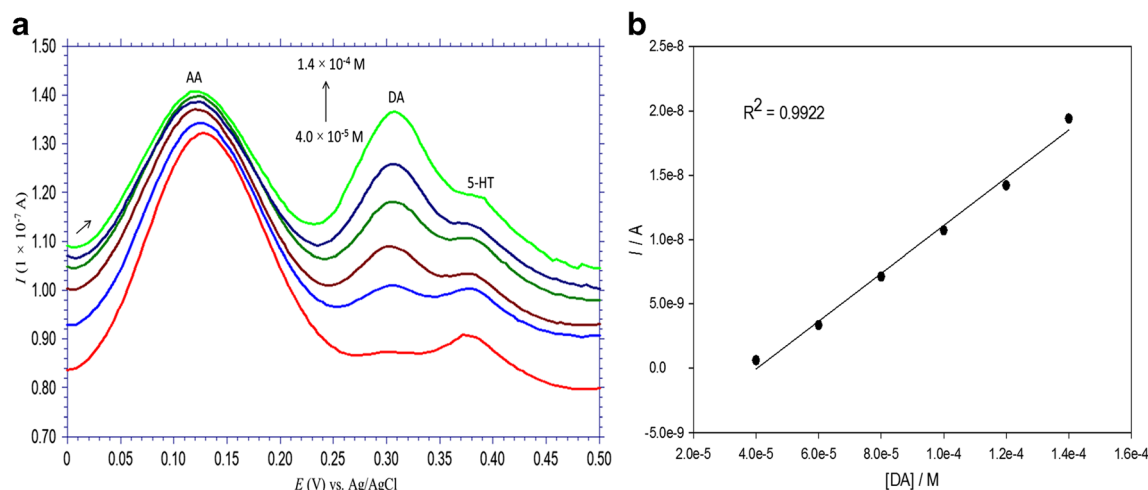 a
1.50
1.40
1.30
1.20
1.10
1.00
0.90
0.80
0.70
I (1 × 10⁻⁷ A)
AA
1.4 × 10⁻⁴ M
4.0 × 10⁻⁵ M
DA
5-HT
0 0.05 0.10 0.15 0.20 0.25 0.30 0.35 0.40 0.45 0.50
E (V) vs. Ag/AgCl
b
2.5e-8
2.0e-8
1.5e-8
1.0e-8
5.0e-9
0.0
-5.0e-9
I / A
R² = 0.9922
2.0e-5 4.0e-5 6.0e-5 8.0e-5 1.0e-4 1.2e-4 1.4e-4 1.6e-4
[DA] / M